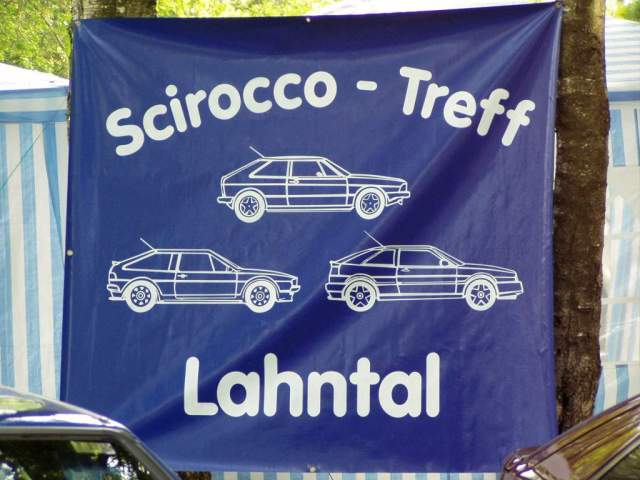 Scirocco - Treff
Lahntal